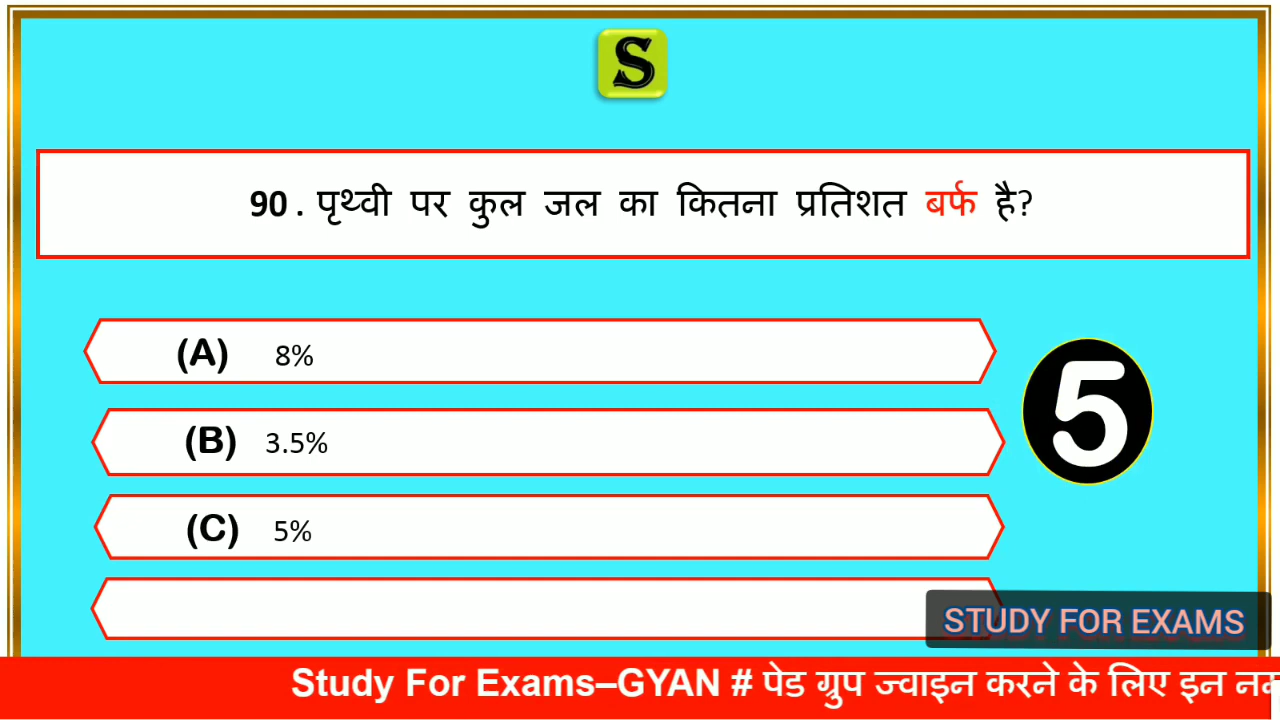 S
90 . पृथ्वी पर कुल जल का कितना प्रतिशत बर्फ है?
(A) 8%
(B) 3.5%
5
(C) 5%
STUDY FOR EXAMS
Study For Exams–GYAN # पेड ग्रुप ज्वाइन करने के लिए इन